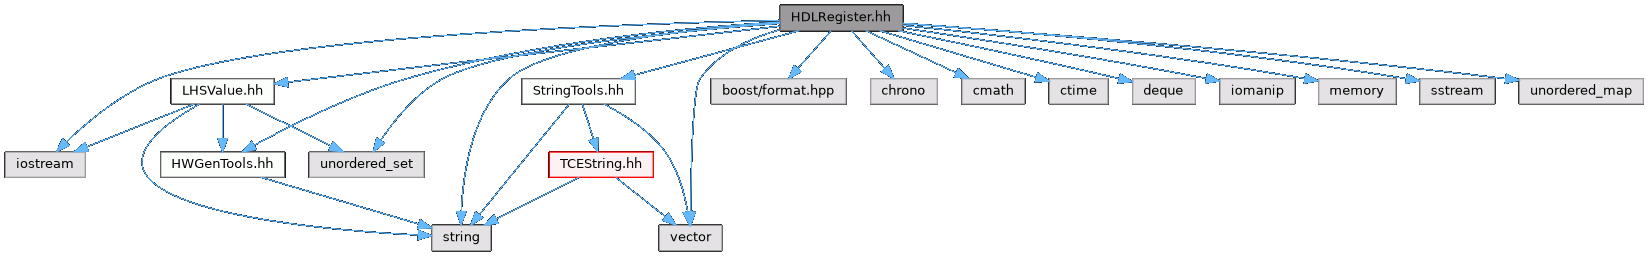 HDLRegister.hh
LHSValue.hh
StringTools.hh
boost/format.hpp
chrono
cmath
ctime
deque
iomanip
memory
sstream
unordered_map
iostream
HWGenTools.hh
unordered_set
TCEString.hh
string
vector